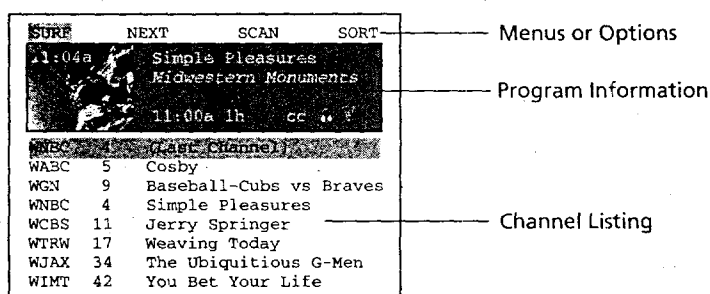 SURF NEXT SCAN SORT
Menus or Options
11:04a Simple Pleasures
Midwestern Monuments
Program Information
11:00a 1h cc
WNBC 4 (Last Channel)
WABC 5 Cosby
WGN 9 Baseball-Cubs vs Braves
WNBC 4 Simple Pleasures
WCBS 11 Jerry Springer
Channel Listing
WTRW 17 Weaving Today
WJAX 34 The Ubiquitious G-Men
WIMT 42 You Bet Your Life